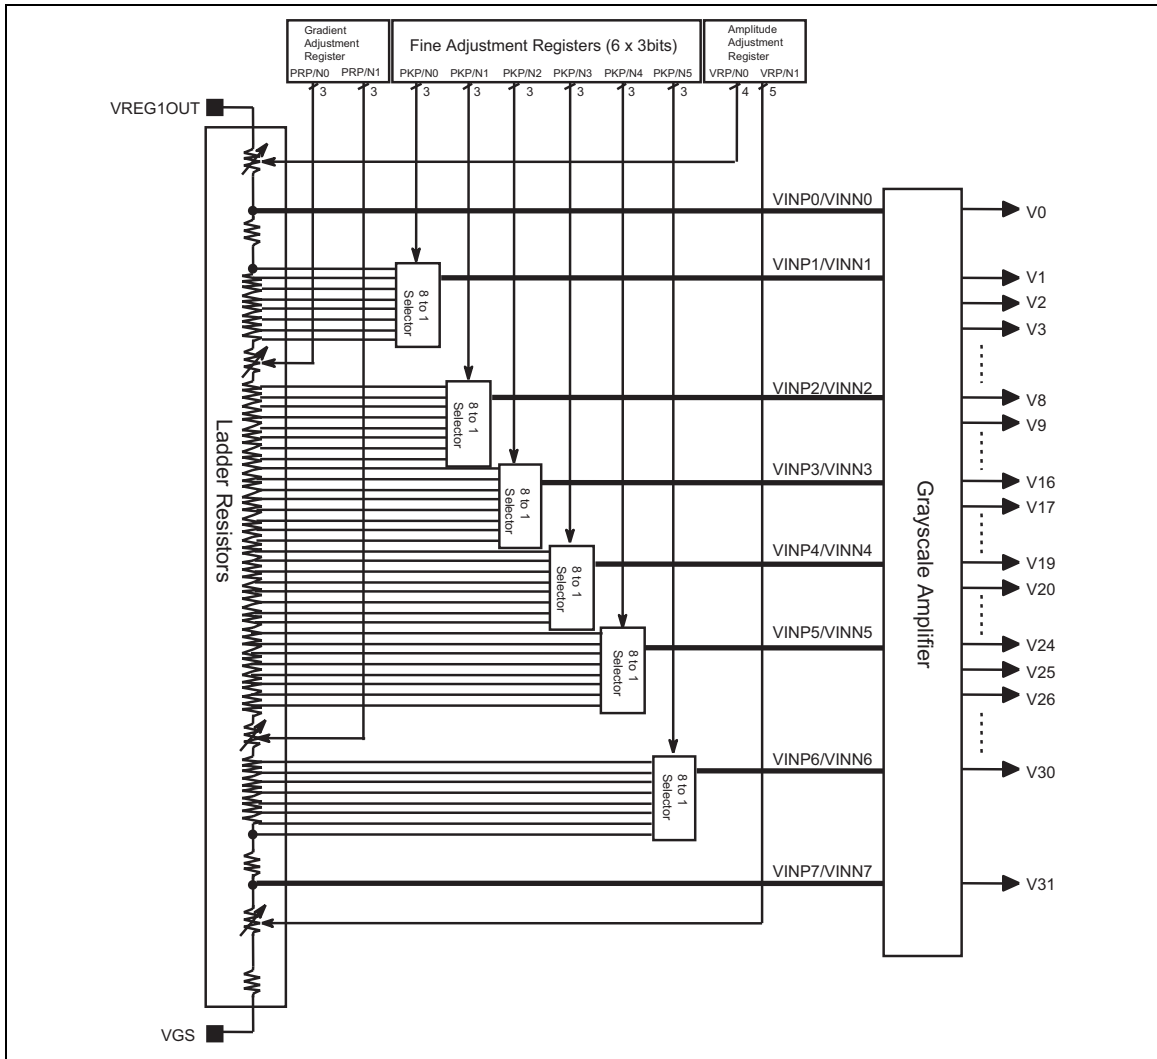 Gradient
Adjustment
Register
PRP/N0 PRP/N1
Fine Adjustment Registers (6 x 3bits)
PKP/N0 PKP/N1 PKP/N2 PKP/N3 PKP/N4 PKP/N5
Amplitude
Adjustment
Register
VRP/N0 VRP/N1
3 3 3 3 3 3 3 3 4 5
VREG1OUT
VINP0/VINN0
V0
VINP1/VINN1
8 to 1
Selector
V1
V2
V3
VINP2/VINN2
8 to 1
Selector
V8
V9
VINP3/VINN3
8 to 1
Selector
V16
V17
Ladder Resistors
Grayscale Amplifier
VINP4/VINN4
8 to 1
Selector
V19
V20
VINP5/VINN5
8 to 1
Selector
V24
V25
V26
VINP6/VINN6
8 to 1
Selector
V30
VINP7/VINN7
V31
VGS